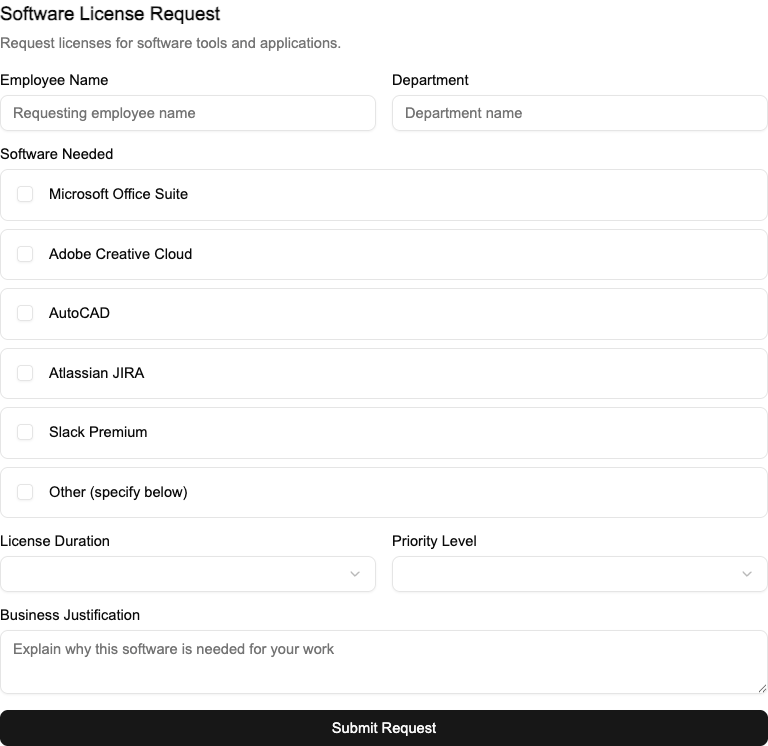 Software License Request
Request licenses for software tools and applications.
Employee Name
Department
Requesting employee name
Department name
Software Needed
Microsoft Office Suite
Adobe Creative Cloud
AutoCAD
Atlassian JIRA
Slack Premium
Other (specify below)
License Duration
Priority Level
Business Justification
Explain why this software is needed for your work
Submit Request